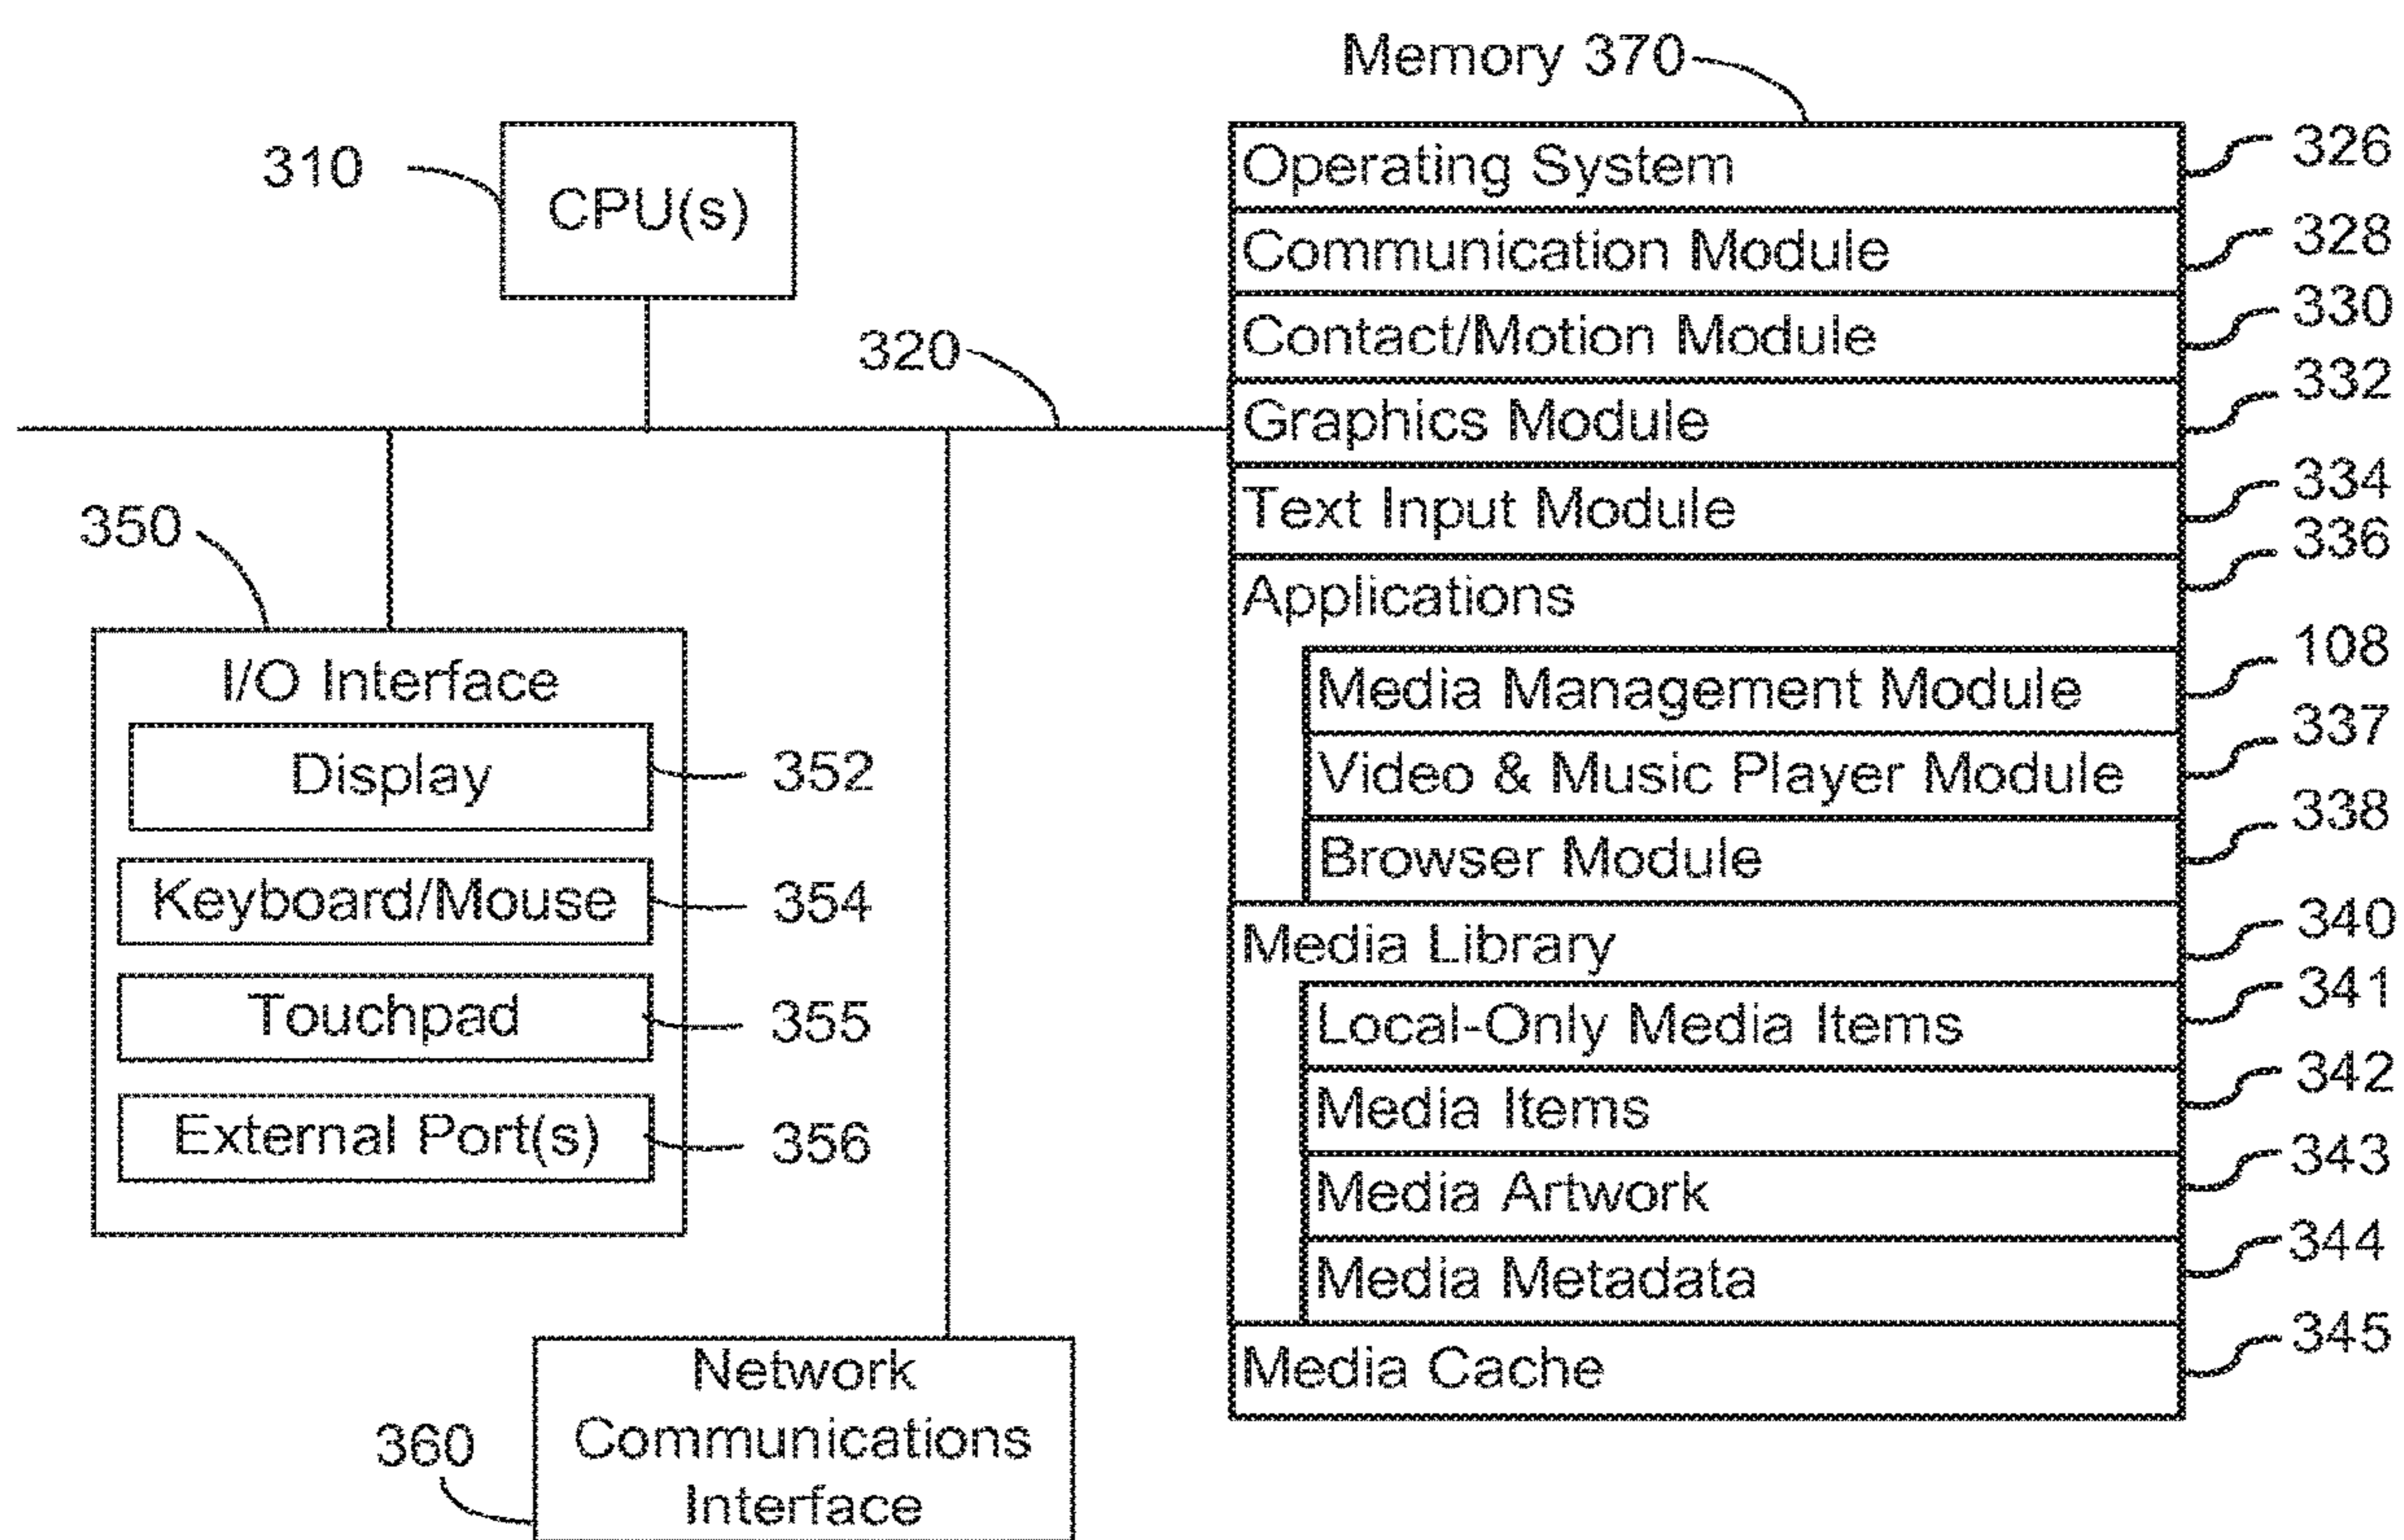 Memory 370
310
CPU(s)
320
350
I/O Interface
Display
352
Keyboard/Mouse
354
Touchpad
355
External Port(s)
356
360
Network
Communications
Interface
Operating System
326
Communication Module
328
Contact/Motion Module
330
Graphics Module
332
Text Input Module
334
Applications
336
Media Management Module
108
Video & Music Player Module
337
Browser Module
338
Media Library
340
Local-Only Media Items
341
Media Items
342
Media Artwork
343
Media Metadata
344
Media Cache
345